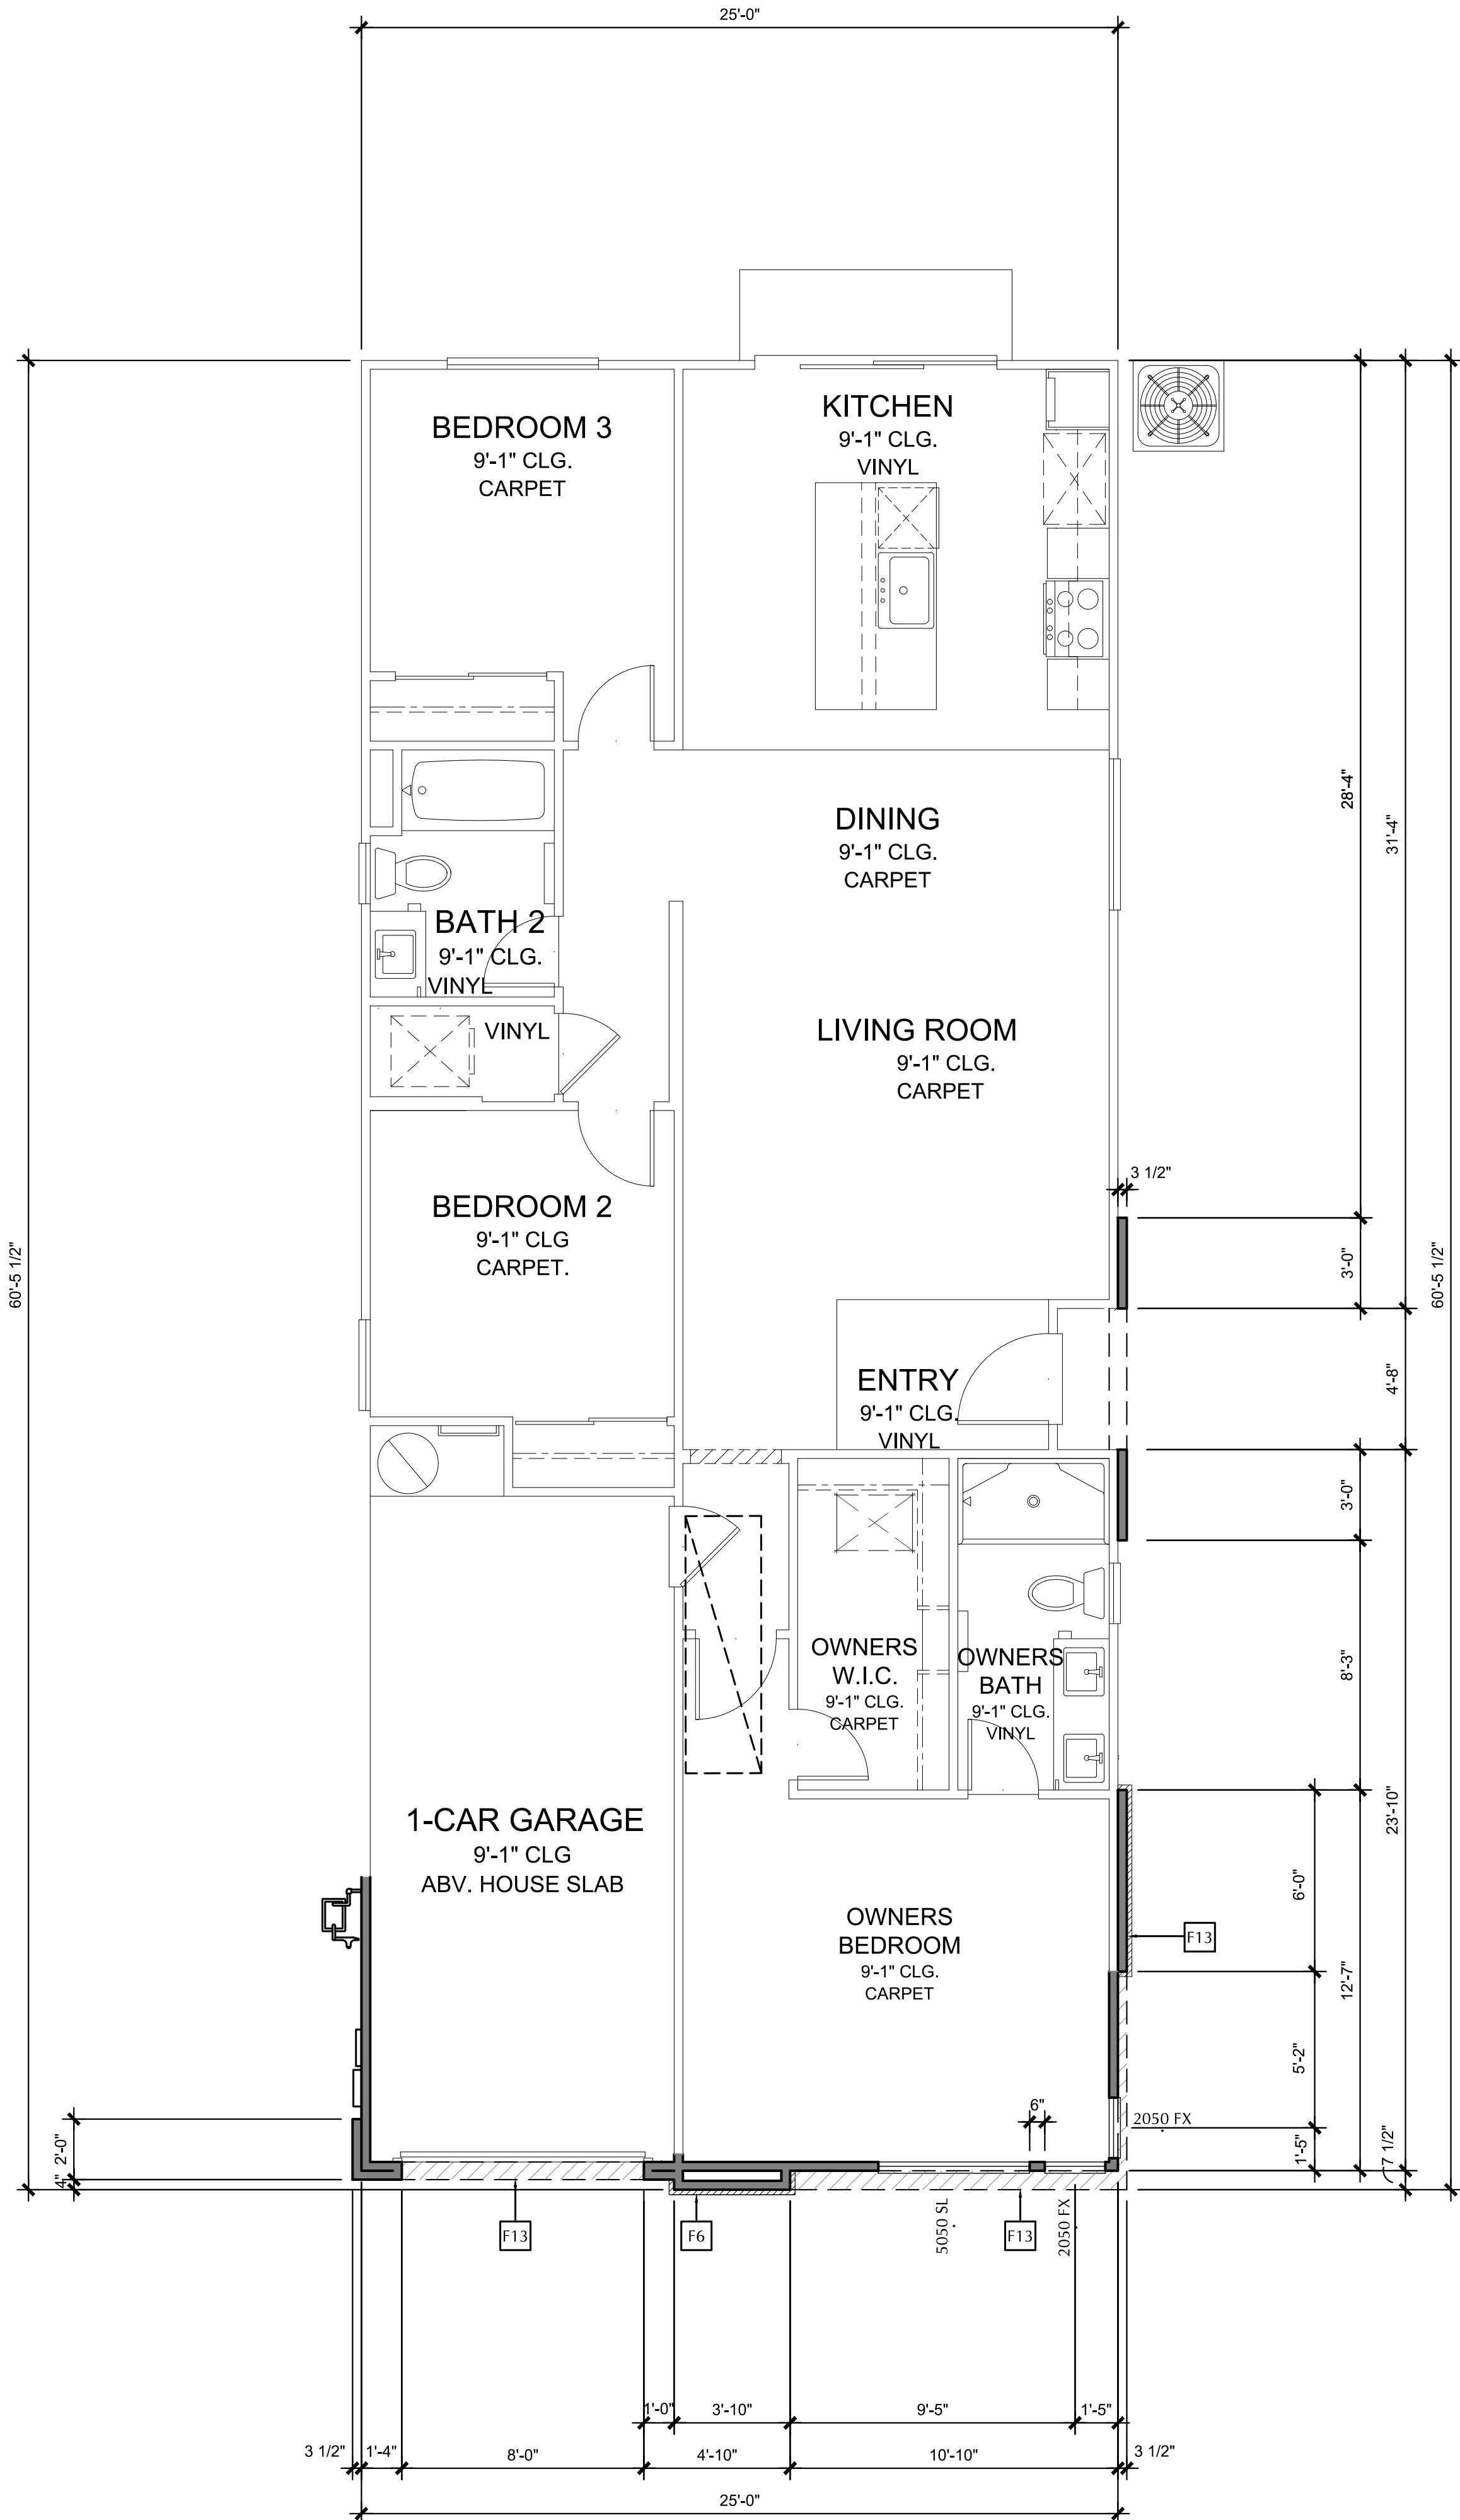 25'-0"
BEDROOM 3
9'-1" CLG.
CARPET
KITCHEN
9'-1" CLG.
VINYL
DINING
9'-1" CLG.
CARPET
28'-4"
31'-4"
BATH 2
9'-1" CLG.
VINYL
VINYL
LIVING ROOM
9'-1" CLG.
CARPET
3 1/2"
BEDROOM 2
9'-1" CLG
CARPET.
60'-5 1/2"
3'-0"
60'-5 1/2"
ENTRY
9'-1" CLG.
VINYL
4'-8"
3'-0"
OWNERS
W.I.C.
9'-1" CLG.
CARPET
OWNERS
BATH
9'-1" CLG.
VINYL
8'-3"
23'-10"
1-CAR GARAGE
9'-1" CLG
ABV. HOUSE SLAB
OWNERS
BEDROOM
9'-1" CLG.
CARPET
6'-0"
F13
12'-7"
5'-2"
6"
2050 FX
2'-0"
4"
1'-5"
7 1/2"
F13
F6
5050 SL
F13
2050 FX
1'-0"
3'-10"
9'-5"
1'-5"
3 1/2"
1'-4"
8'-0"
4'-10"
10'-10"
3 1/2"
25'-0"